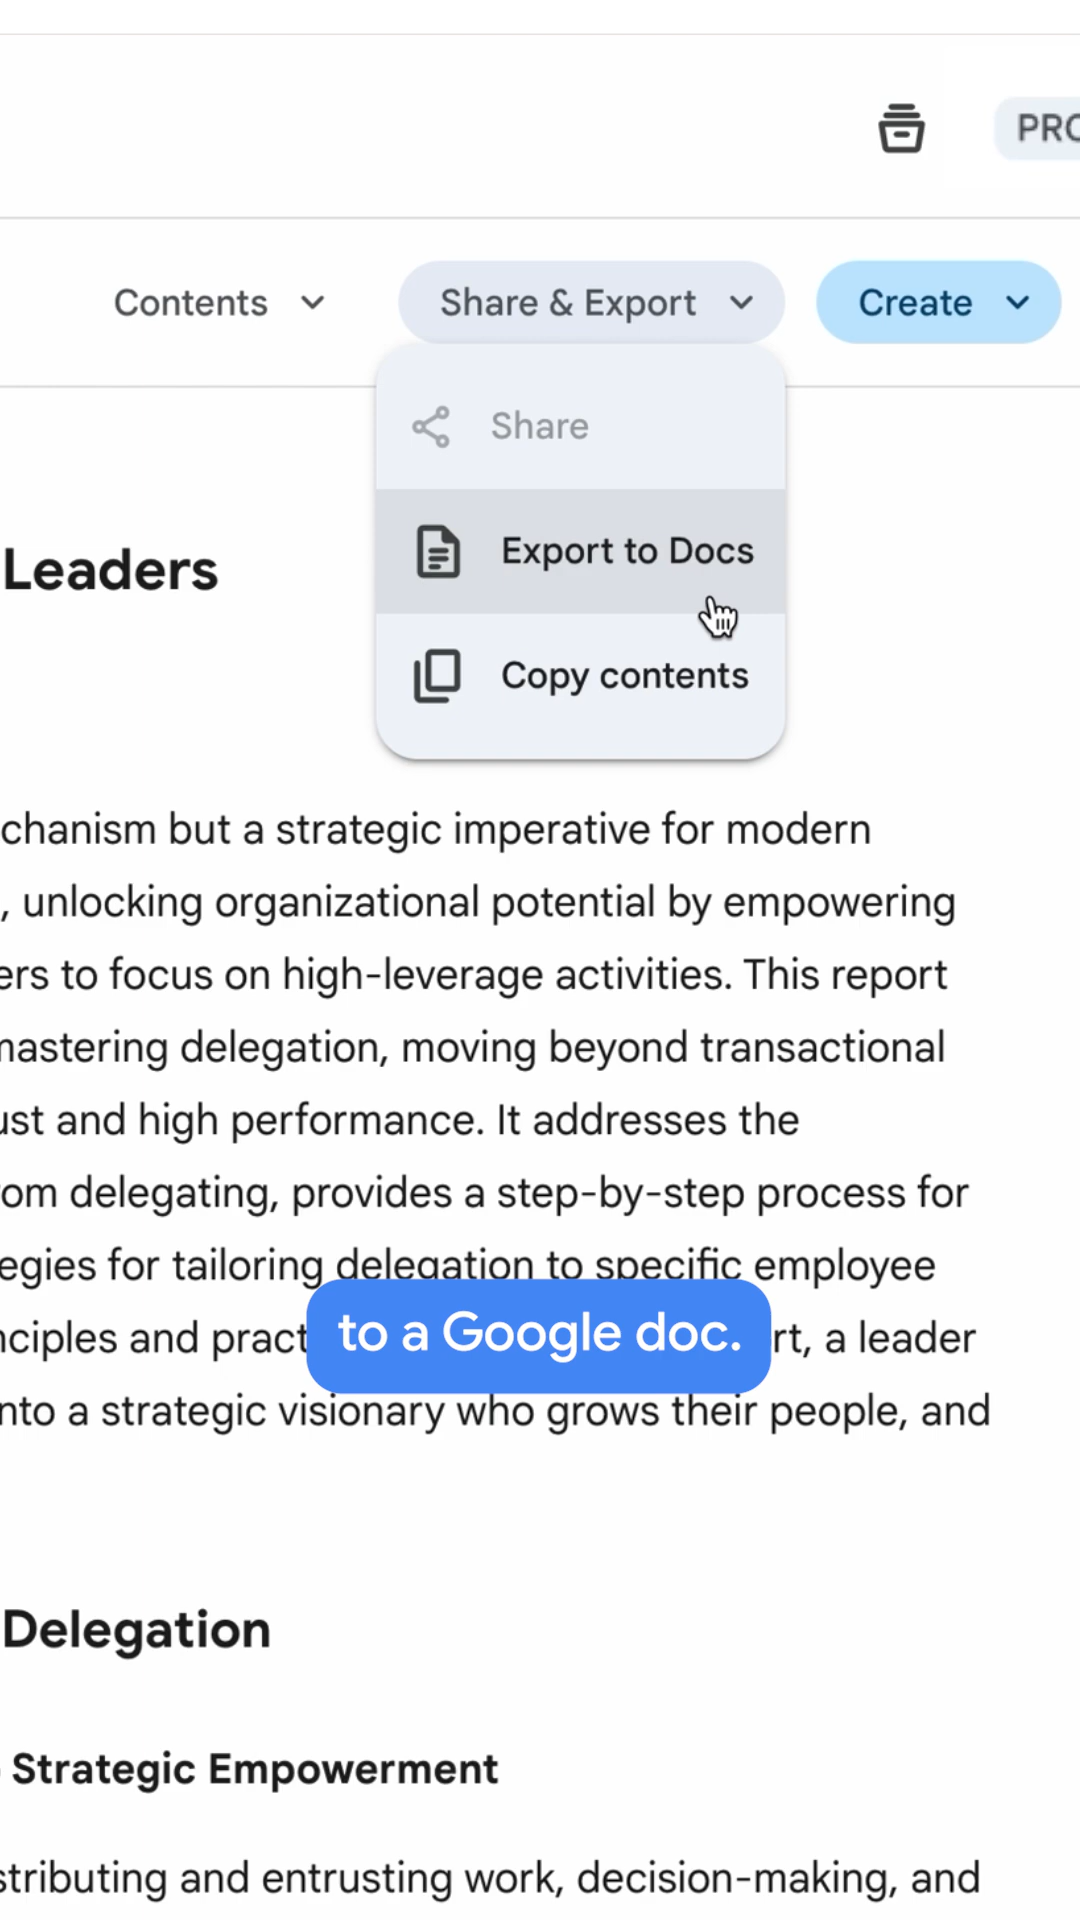 PRO
Contents
Share & Export
Create
Share
Export to Docs
Copy contents
Leaders
chanism but a strategic imperative for modern
, unlocking organizational potential by empowering
ers to focus on high-leverage activities. This report
mastering delegation, moving beyond transactional
ust and high performance. It addresses the
om delegating, provides a step-by-step process for
egies for tailoring delegation to specific employee
nciples and pract
rt, a leader
to a Google doc.
nto a strategic visionary who grows their people, and
Delegation
Strategic Empowerment
stributing and entrusting work, decision-making, and